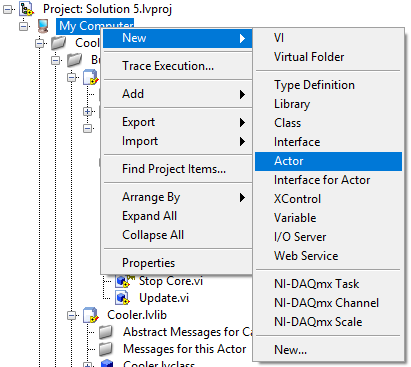 Project: Solution 5.lvproj
My Computer
Cool
Bu
New
Trace Execution...
Add
Export
Import
Find Project Items...
Arrange By
Expand All
Collapse All
Properties
VI
Virtual Folder
Type Definition
Library
Class
Interface
Actor
Interface for Actor
XControl
Variable
I/O Server
Web Service
NI-DAQmx Task
NI-DAQmx Channel
NI-DAQmx Scale
New...
Stop Core.vi
Update.vi
Cooler.lvlib
Abstract Messages for Ca
Messages for this Actor
Cooler.lvclass